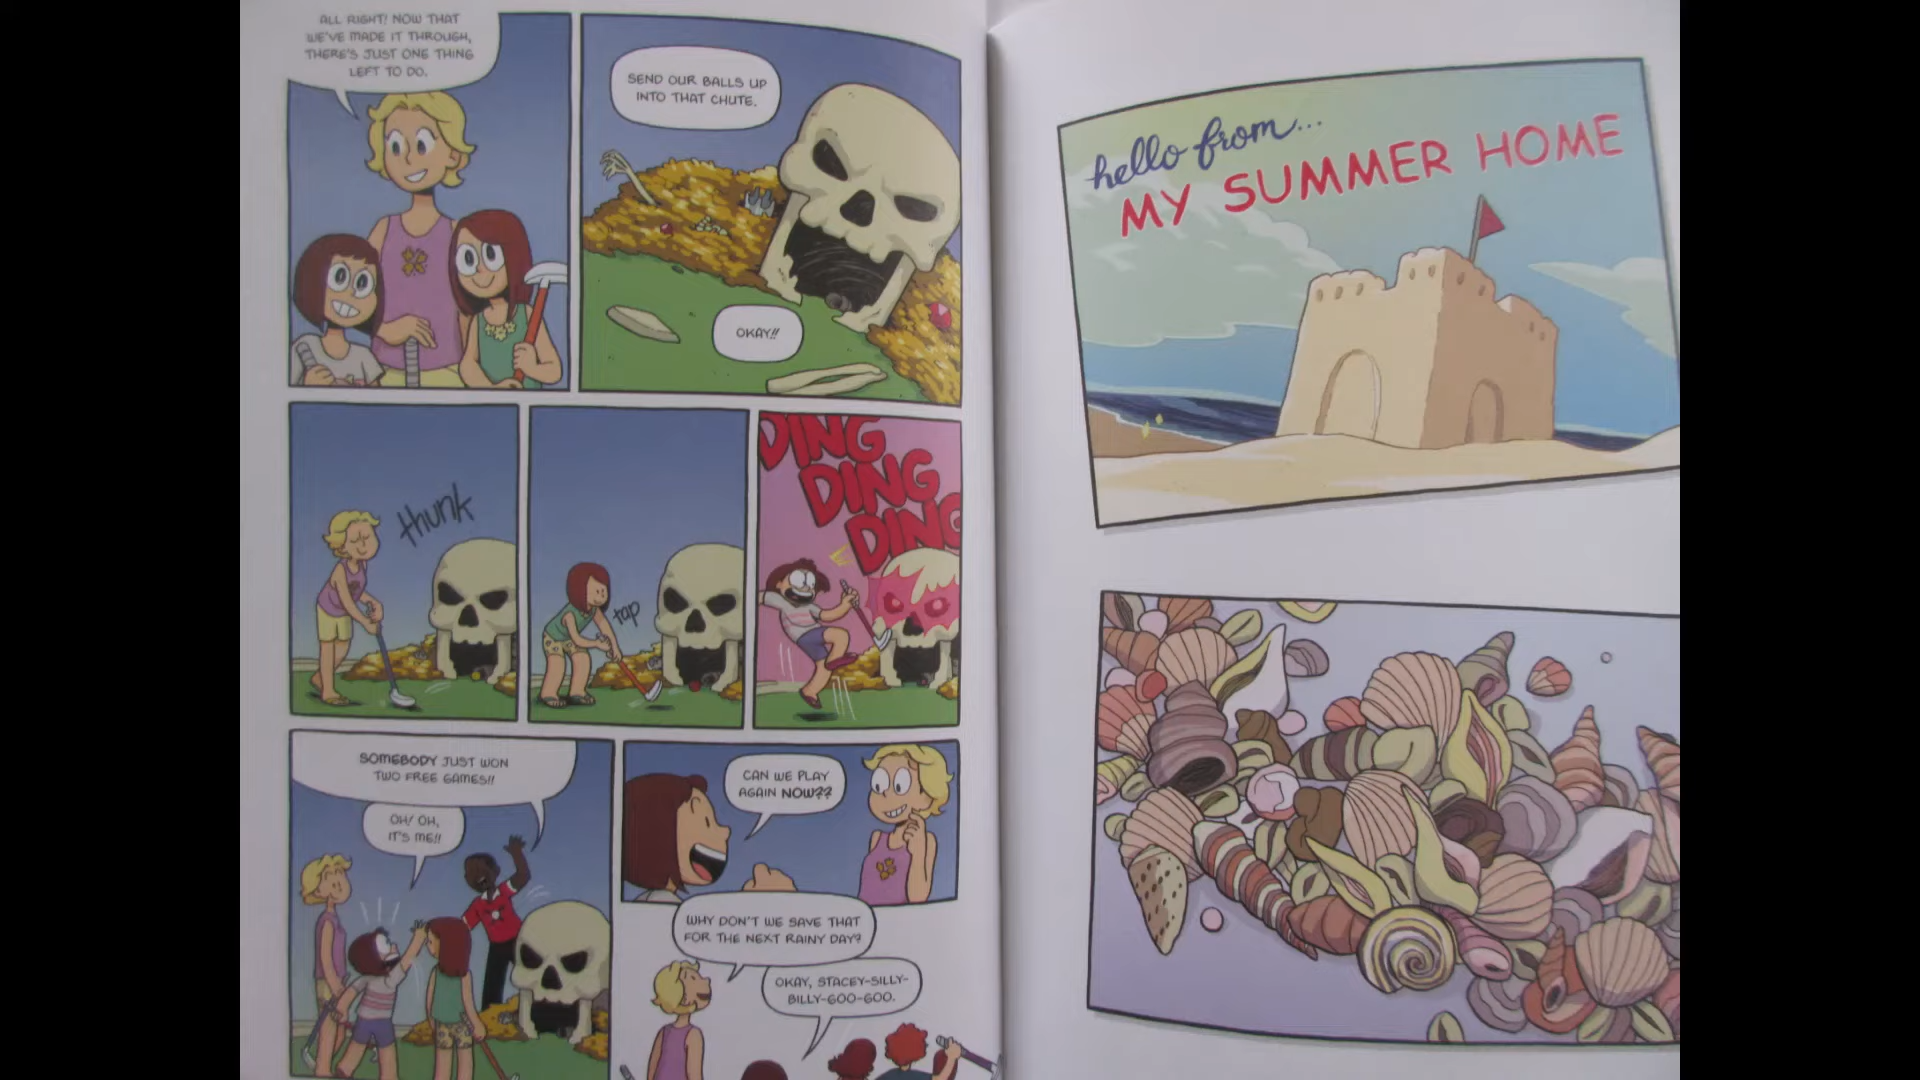 ALL RIGHT! NOW THAT
WE'VE MADE IT THROUGH,
THERE'S JUST ONE THING
LEFT TO DO.
SEND OUR BALLS UP
INTO THAT CHUTE.
OKAY!!
thunk
tap
DING
DING
DING
SOMEBODY JUST WON
TWO FREE GAMES!!
OH! OH,
IT'S ME!!
CAN WE PLAY
AGAIN NOW??
WHY DON'T WE SAVE THAT
FOR THE NEXT RAINY DAY?
OKAY, STACEY-SILLY-
BILLY-GOO-GOO.
hello from...
MY SUMMER HOME